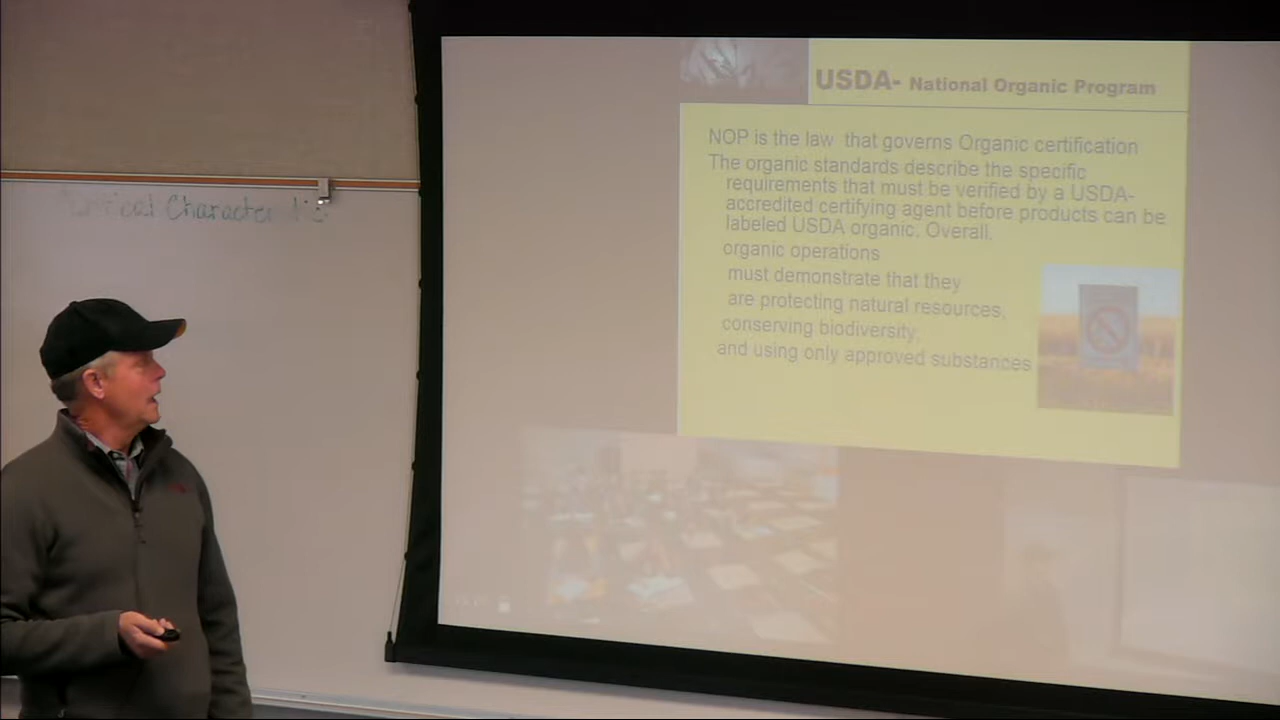 USDA- National Organic Program
NOP is the law that governs Organic certification
The organic standards describe the specific
requirements that must be verified by a USDA-
accredited certifying agent before products can be
labeled USDA organic. Overall,
organic operations
must demonstrate that they
are protecting natural resources,
conserving biodiversity,
and using only approved substances
Critical Characteristic